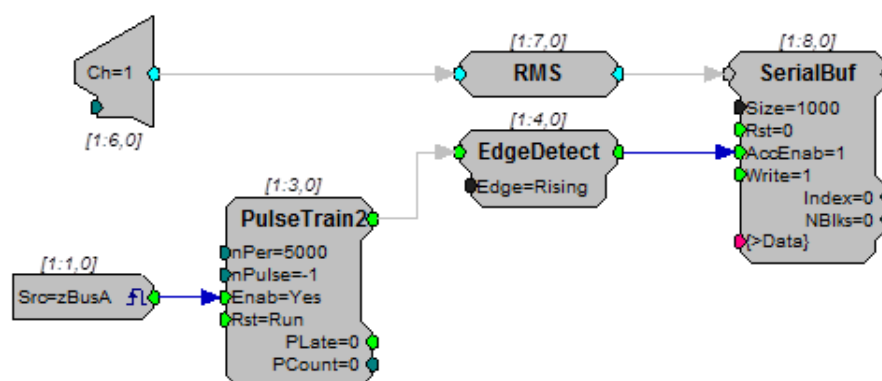 [1:7,0]
[1:8,0]
Ch=1
RMS
SerialBuf
[1:6,0]
[1:4,0]
Size=1000
Rst=0
EdgeDetect
AccEnab=1
Write=1
Edge=Rising
Index=0
NBlks=0
{>Data}
[1:3,0]
PulseTrain2
nPer=5000
nPulse=-1
Enab=Yes
Rst=Run
PLate=0
PCount=0
[1:1,0]
Src=zBusA